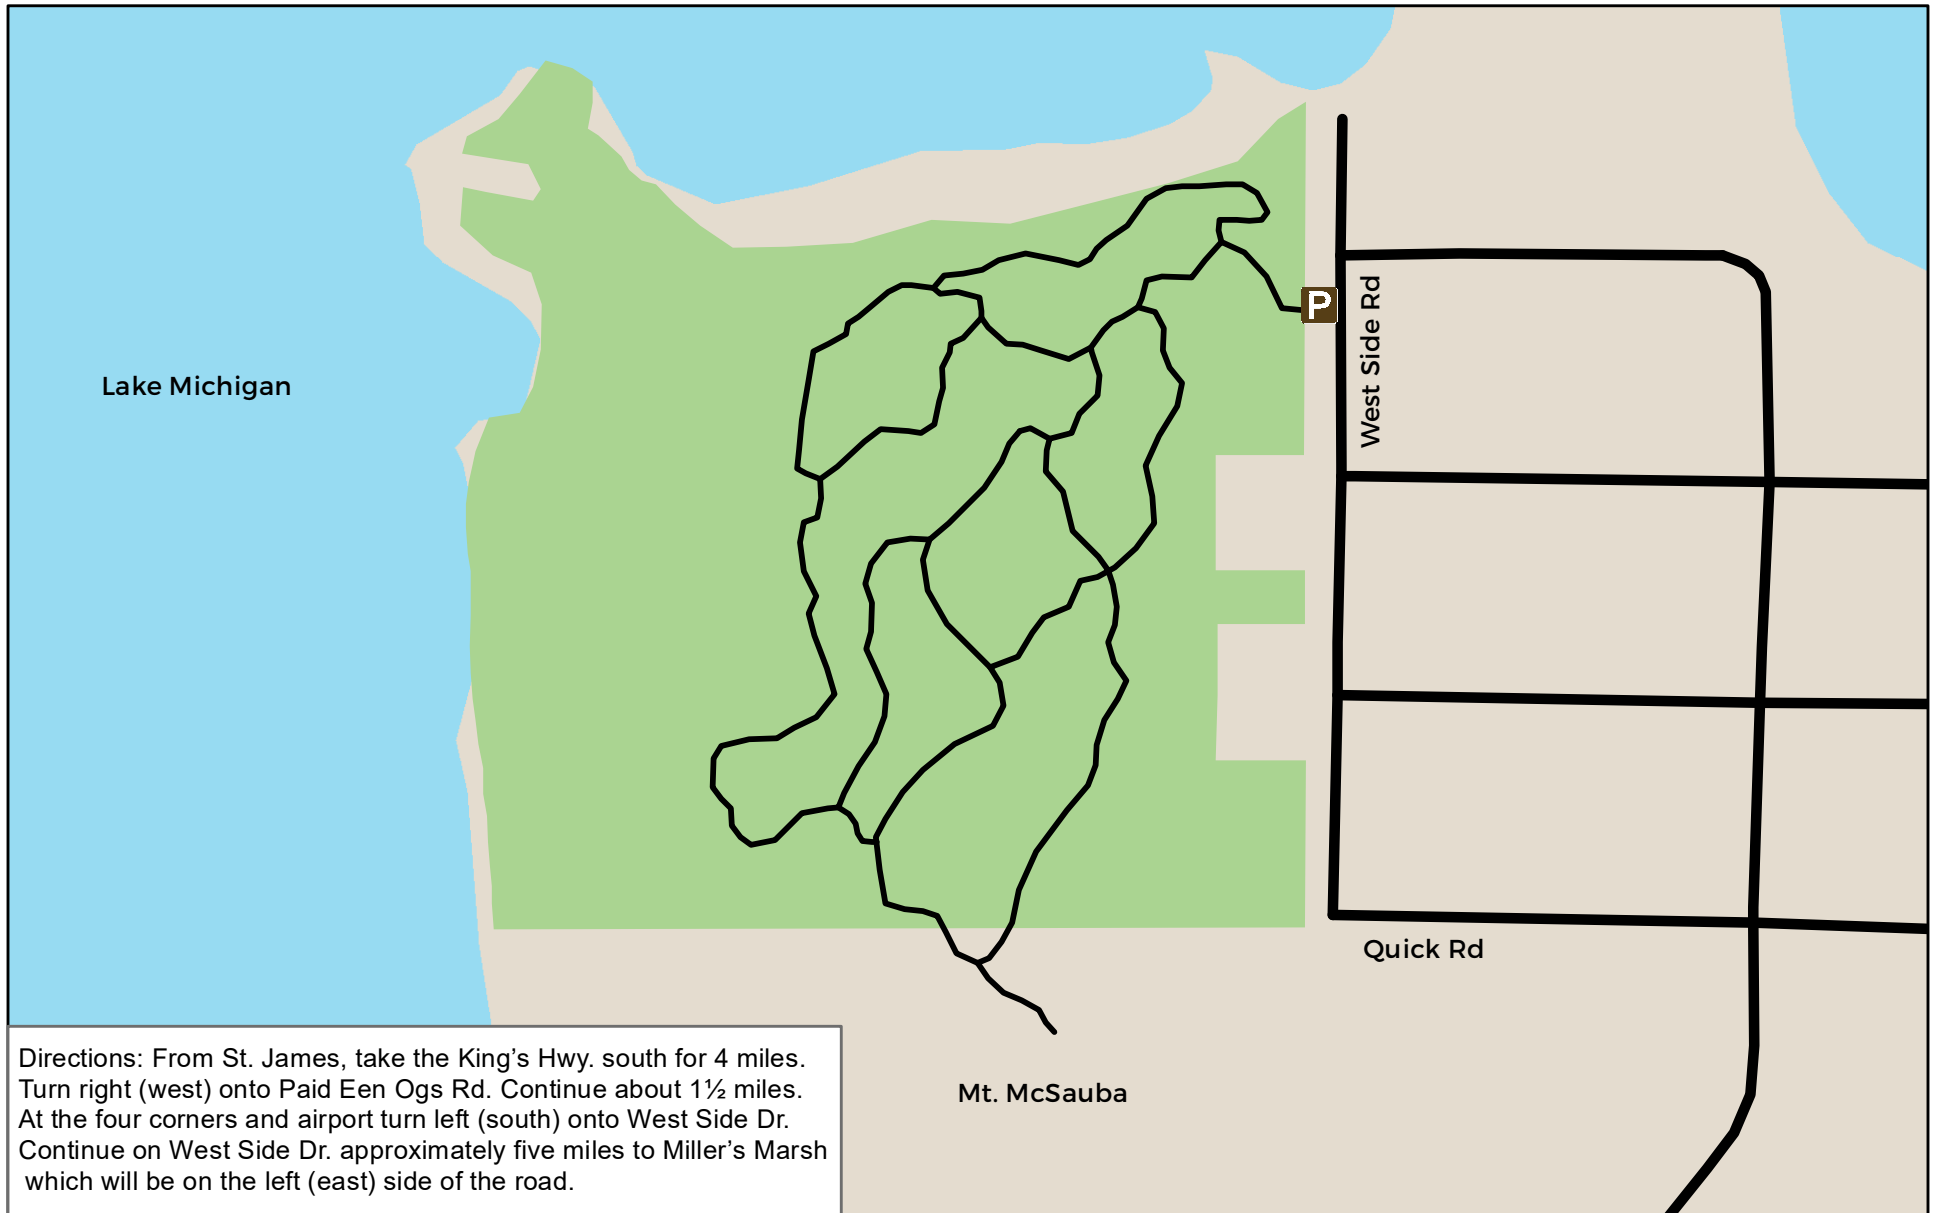 P
West Side Rd
Lake Michigan
Quick Rd
Mt. McSauba
Directions: From St. James, take the King’s Hwy. south for 4 miles.
Turn right (west) onto Paid Een Ogs Rd. Continue about 1½ miles.
At the four corners and airport turn left (south) onto West Side Dr.
Continue on West Side Dr. approximately five miles to Miller’s Marsh
which will be on the left (east) side of the road.